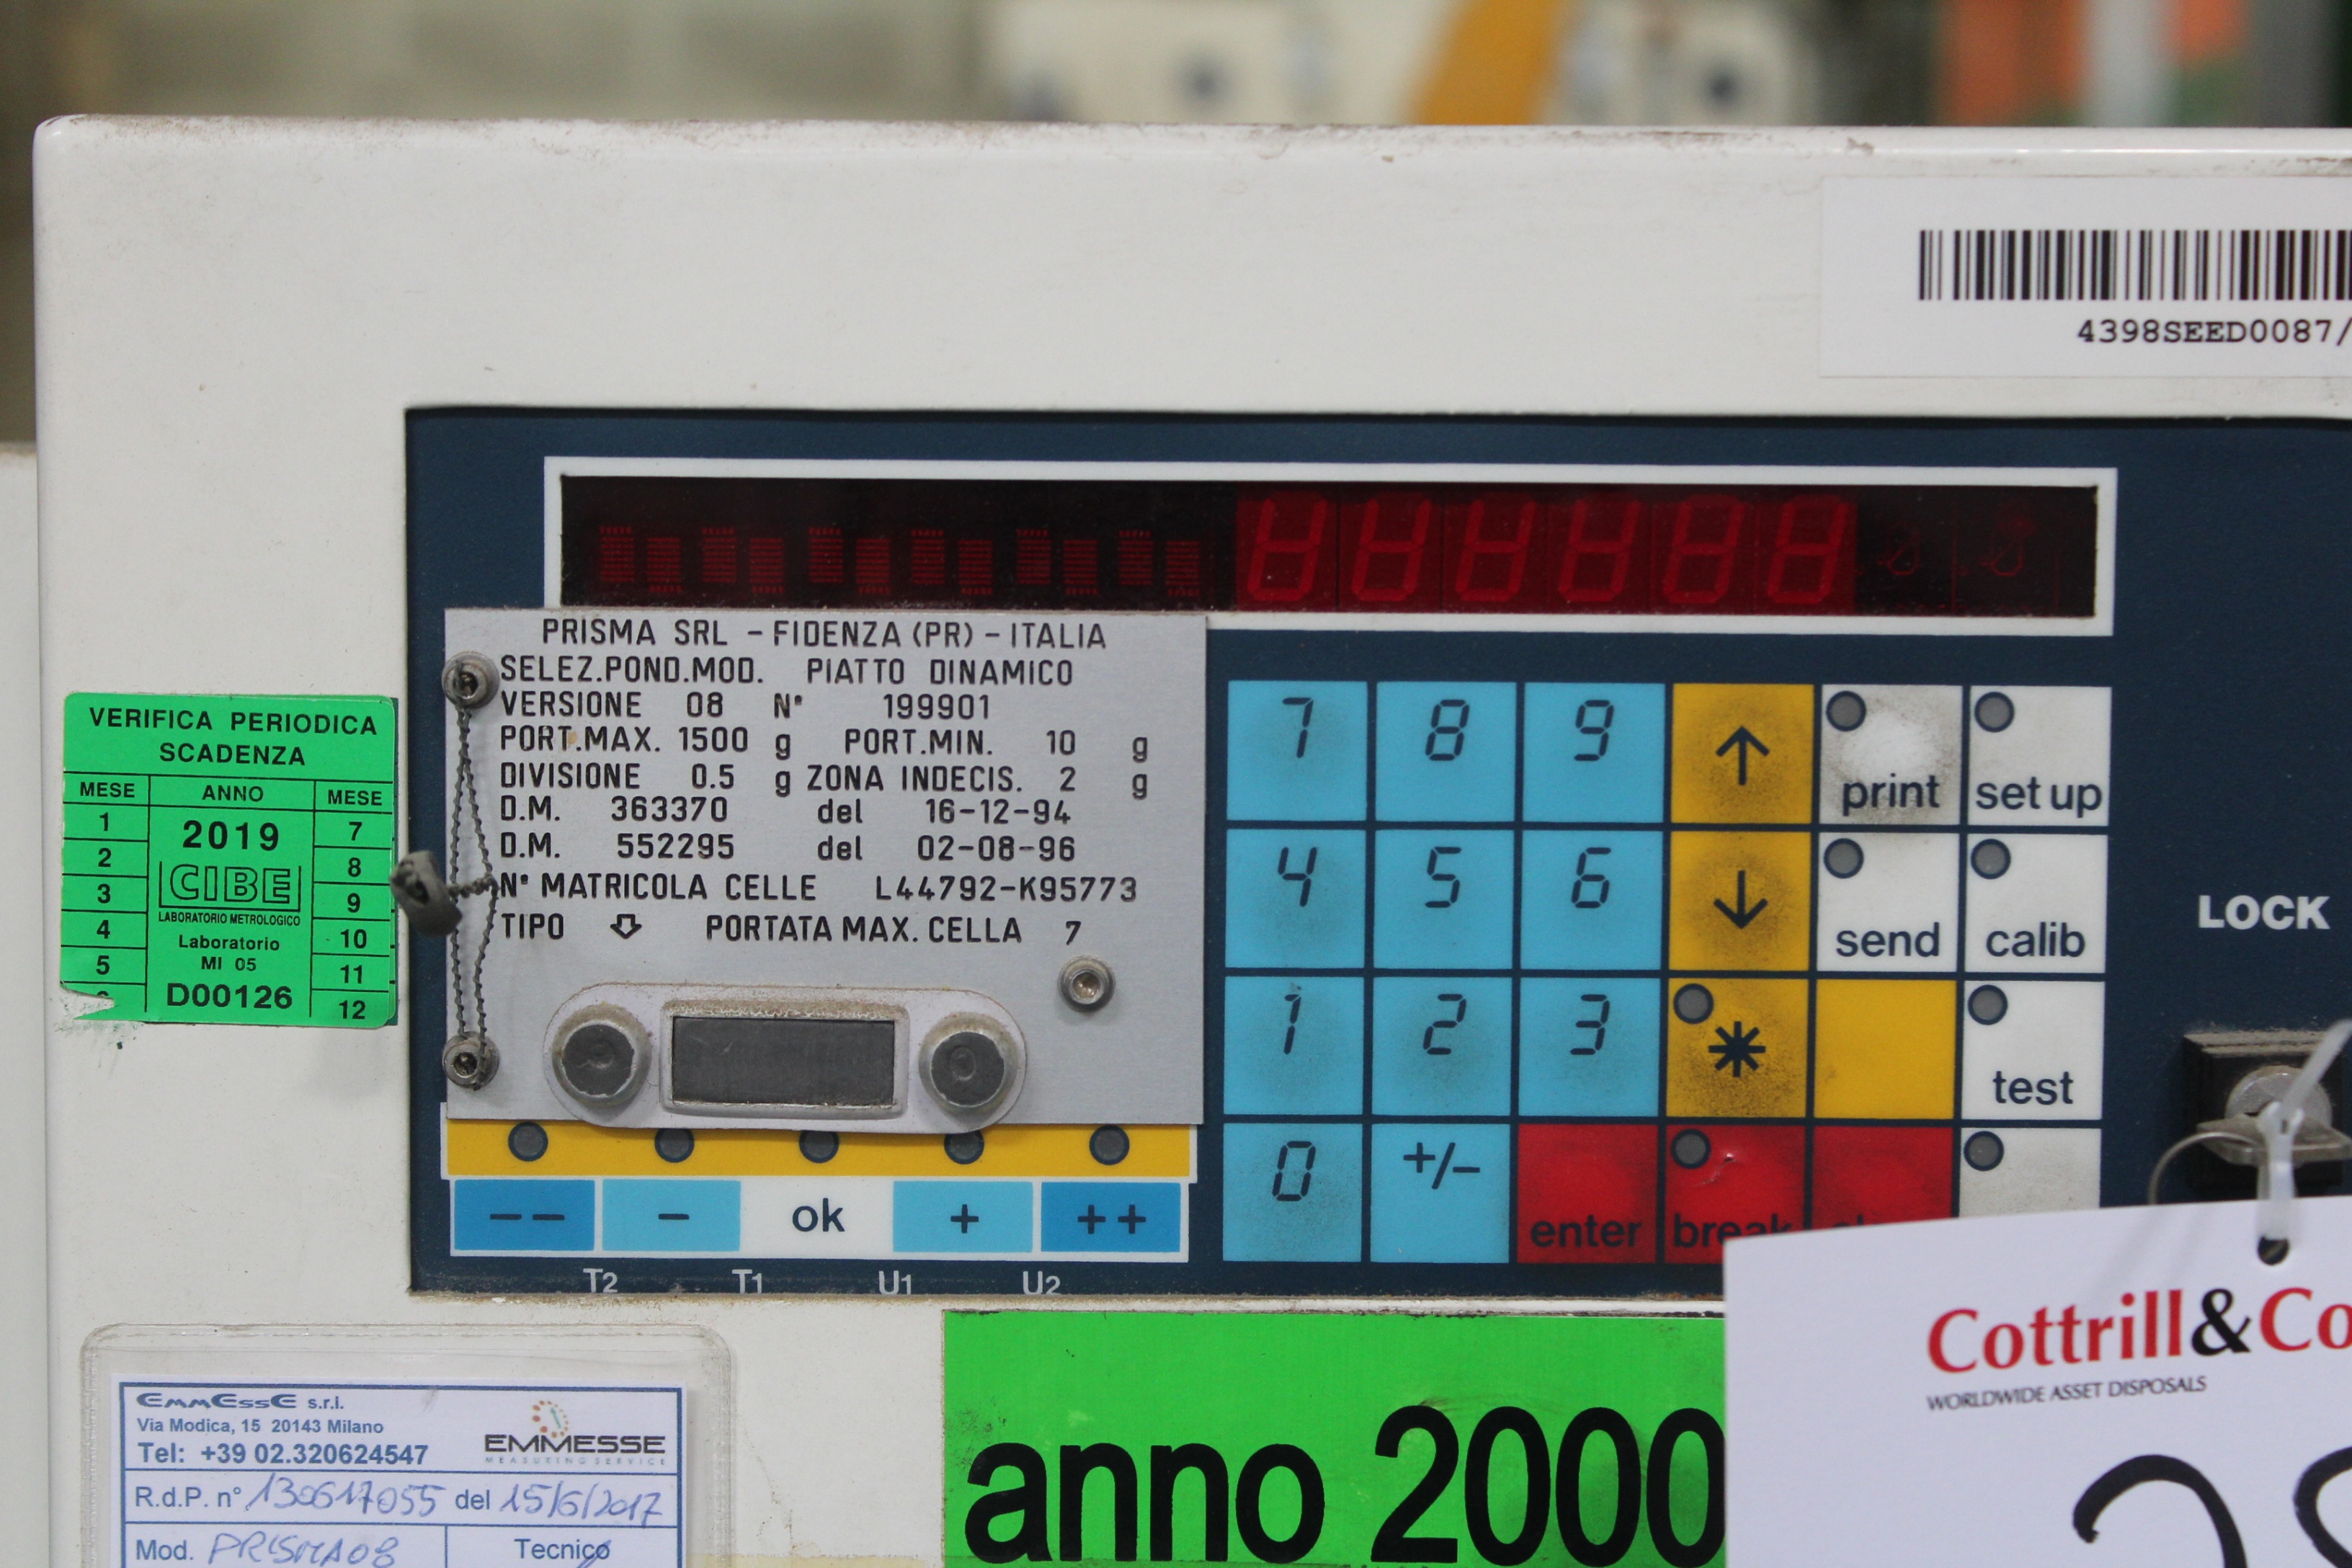 4398SEED0087/
PRISMA SRL - FIDENZA (PR) - ITALIA
SELEZ.POND.MOD. PIATTO DINAMICO
VERSIONE 08 N° 199901
PORT.MAX. 1500 g PORT.MIN. 10 g
DIVISIONE 0.5 g ZONA INDECIS. 2 g
D.M. 363370 del 16-12-94
D.M. 552295 del 02-08-96
N° MATRICOLA CELLE L44792-K95773
TIPO PORTATA MAX. CELLA 7
VERIFICA PERIODICA
SCADENZA
MESE ANNO MESE
1 2019 7
2 8
3 CIBE 9
LABORATORIO METROLOGICO
4 Laboratorio 10
5 MI 05 11
D00126 12
7 8 9 ↑ print set up
4 5 6 ↓ send calib
1 2 3 * test
0 +/- enter break
LOCK
-- - ok + ++
T2 T1 U1 U2
EmmEssE s.r.l.
Via Modica, 15 20143 Milano
Tel: +39 02.320624547
EMMESSE
MEASURING SERVICE
R.d.P. n° 130617055 del 15/6/2017
Mod. PRISMA08 Tecnico
anno 2000
Cottrill&Co
WORLDWIDE ASSET DISPOSALS